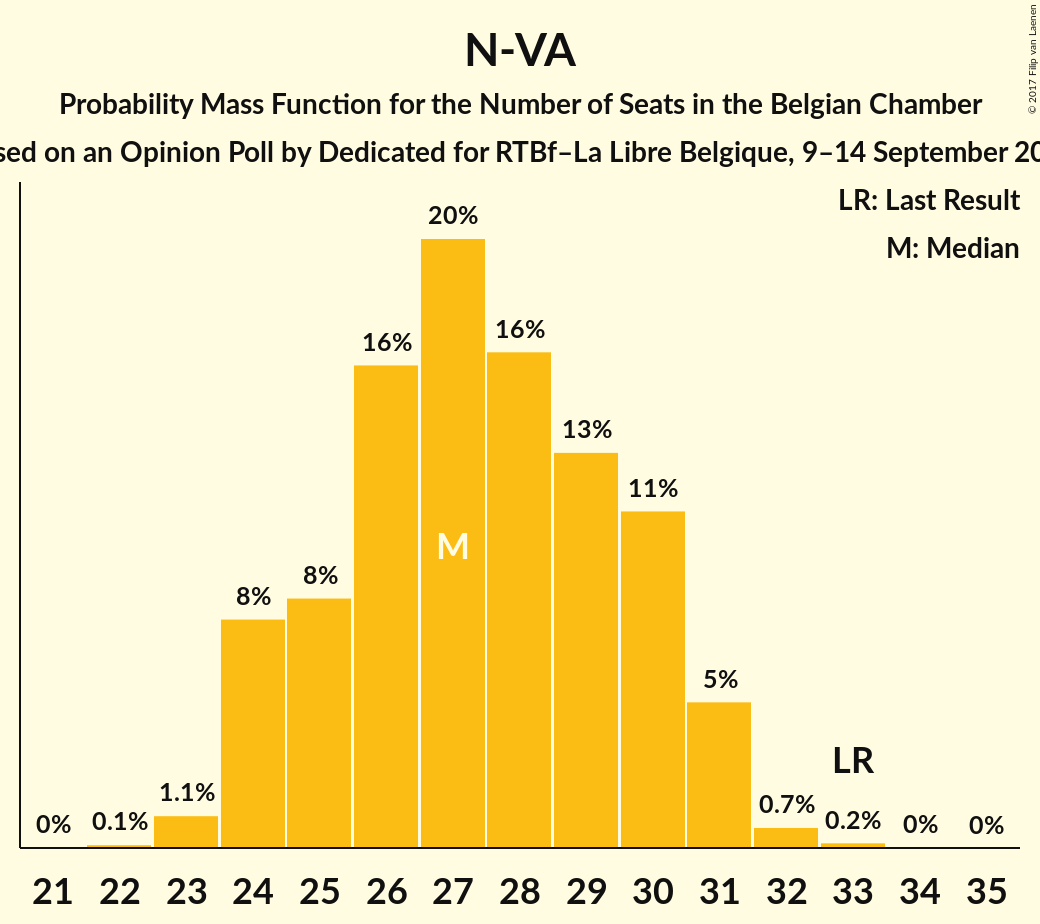 N-VA
Probability Mass Function for the Number of Seats in the Belgian Chamber
on an Opinion Poll by Dedicated for RTBf–La Libre Belgique, 9–14 September
© 2017 Filip van Laenen
LR: Last Result
M: Median
0% 0.1% 1.1% 8% 8% 16% 20% 16% 13% 11% 5% 0.7% 0.2% 0% 0%
M
LR
21 22 23 24 25 26 27 28 29 30 31 32 33 34 35